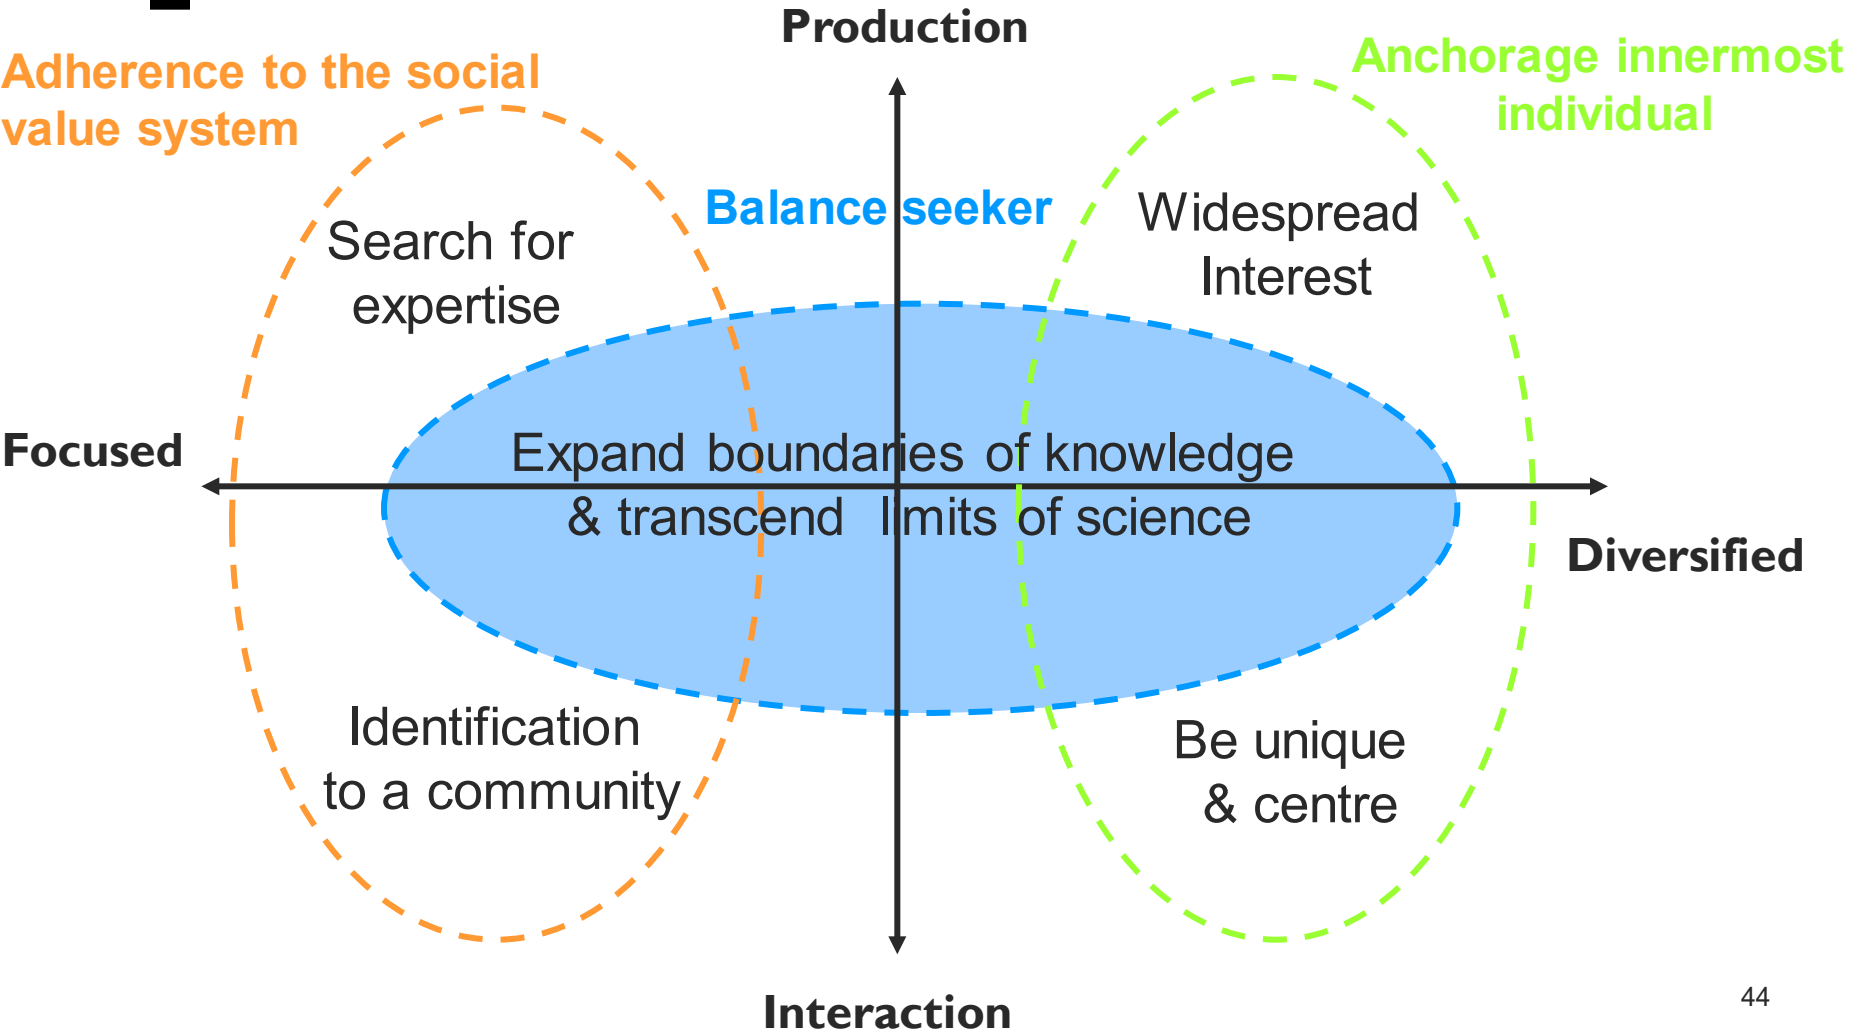 Production
Adherence to the social
value system
Anchorage innermost
individual
Balance seeker
Search for
expertise
Widespread
Interest
Focused
Expand boundaries of knowledge
& transcend limits of science
Diversified
Identification
to a community
Be unique
& centre
Interaction
44